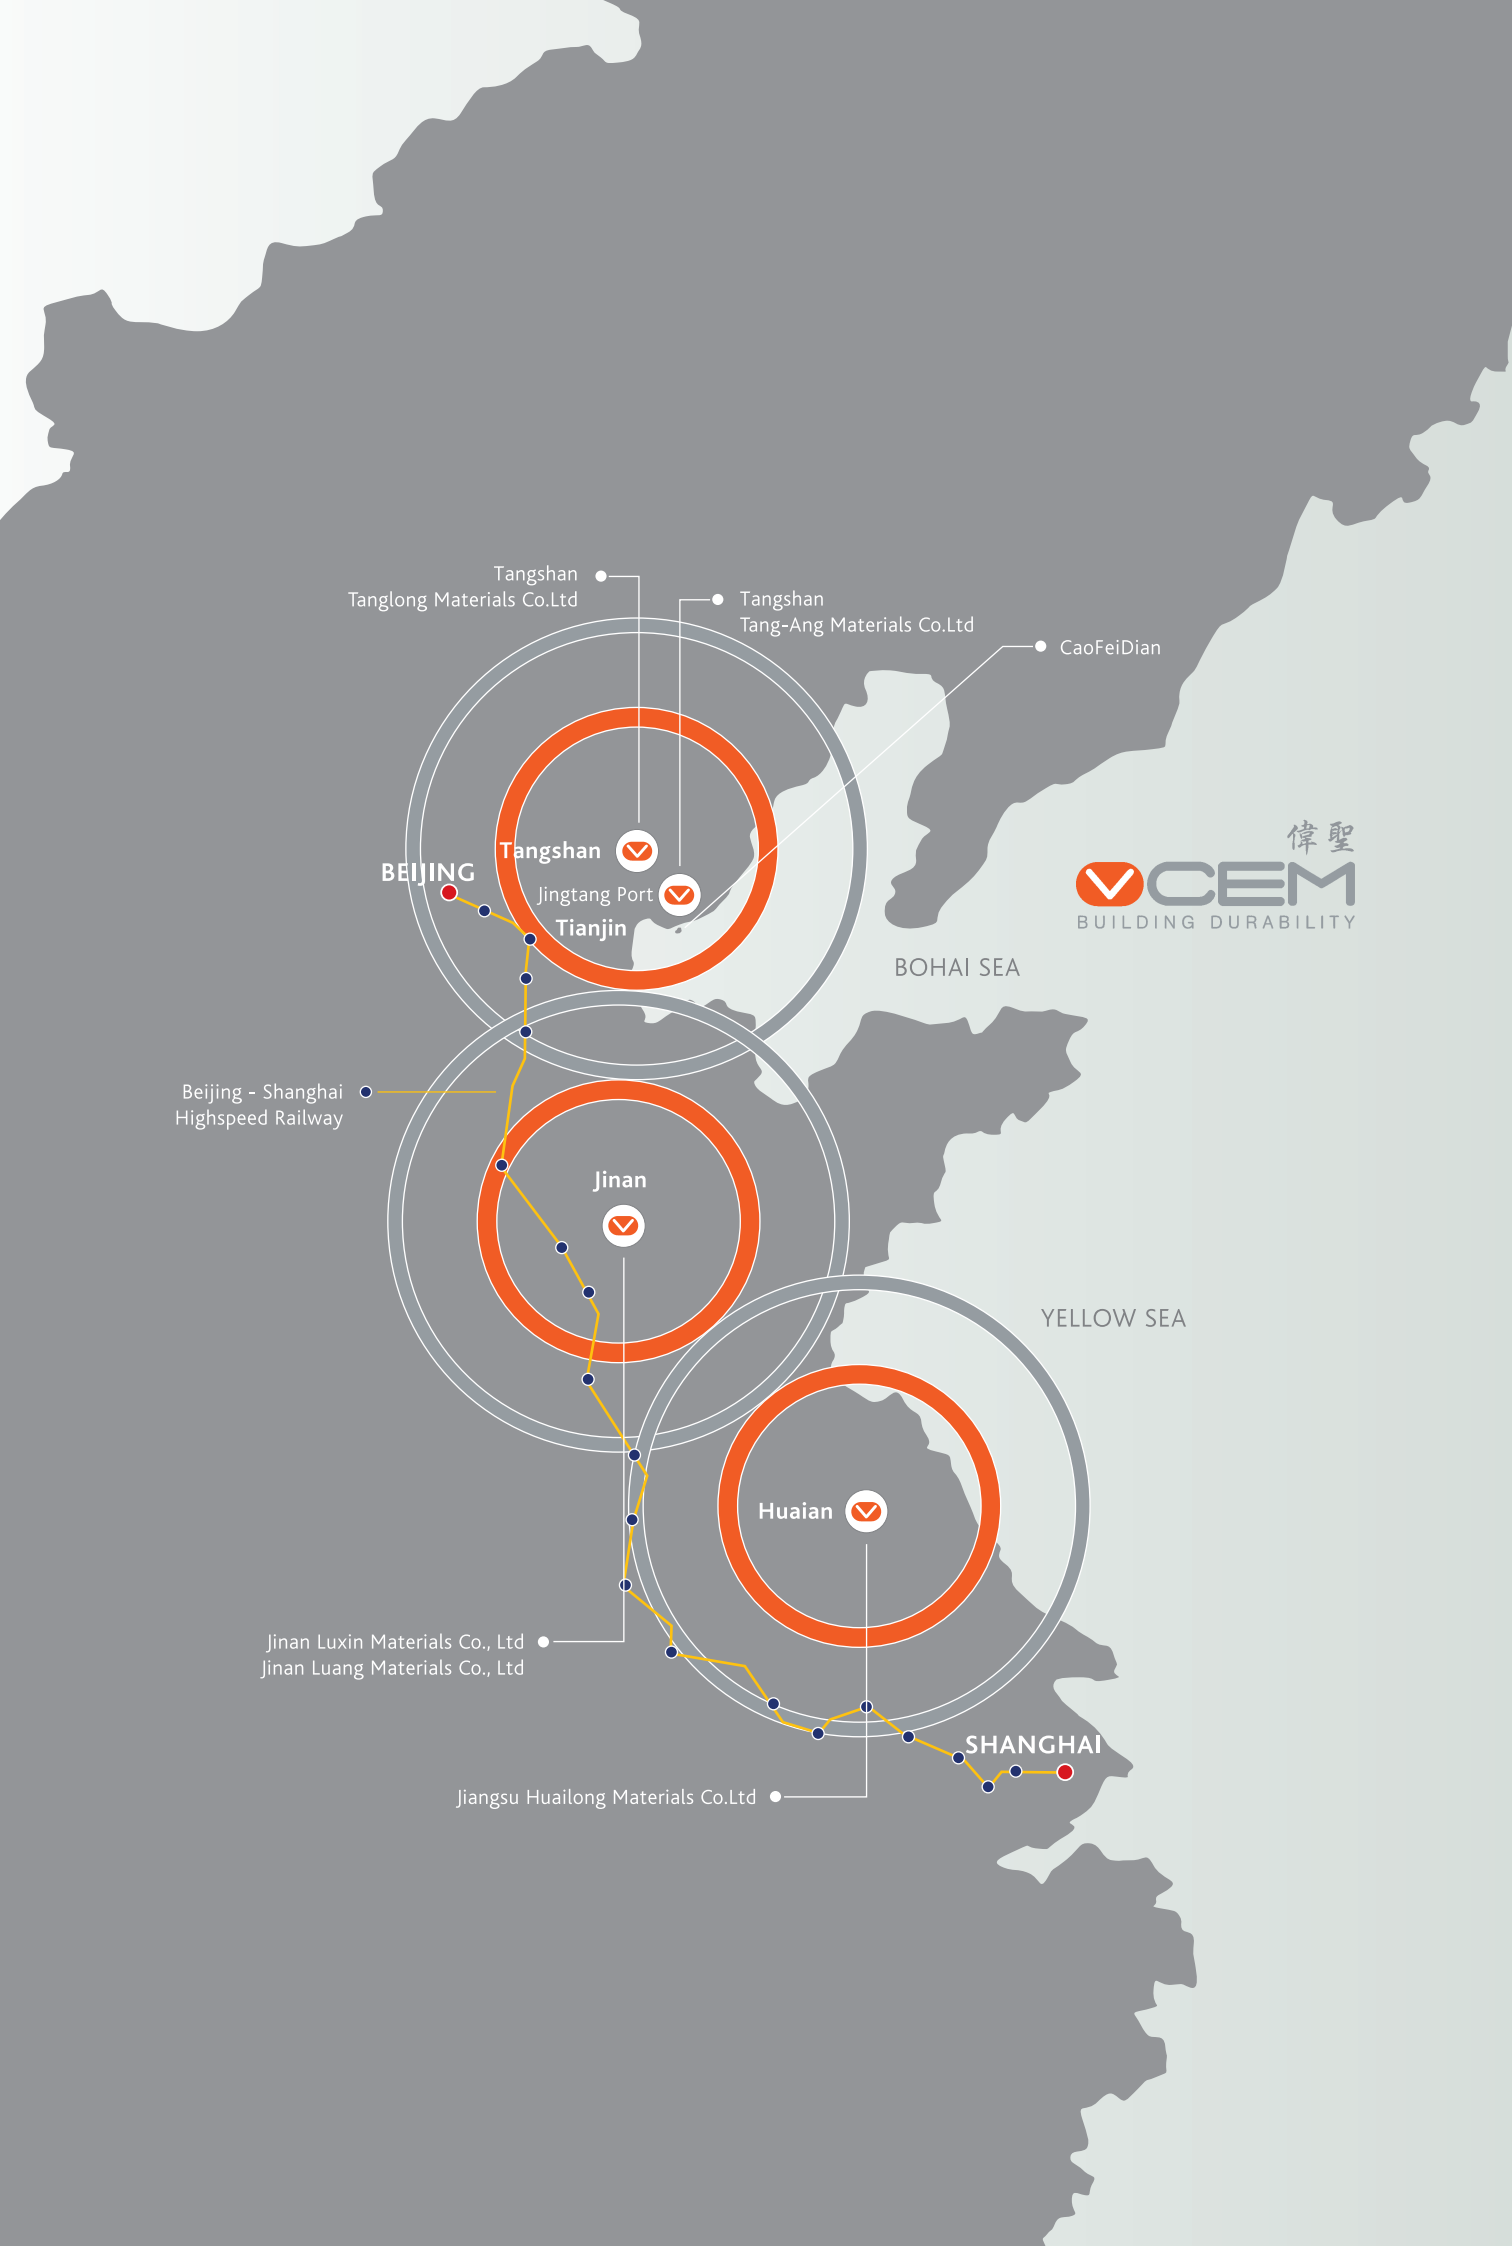 Tangshan
Tanglong Materials Co.Ltd
Tangshan
Tang-Ang Materials Co.Ltd
CaoFeiDian
偉聖
VCEM
BUILDING DURABILITY
Tangshan
BEIJING
Jingtang Port
Tianjin
BOHAI SEA
Beijing - Shanghai
Highspeed Railway
Jinan
YELLOW SEA
Huaian
Jinan Luxin Materials Co., Ltd
Jinan Luang Materials Co., Ltd
SHANGHAI
Jiangsu Huailong Materials Co.Ltd